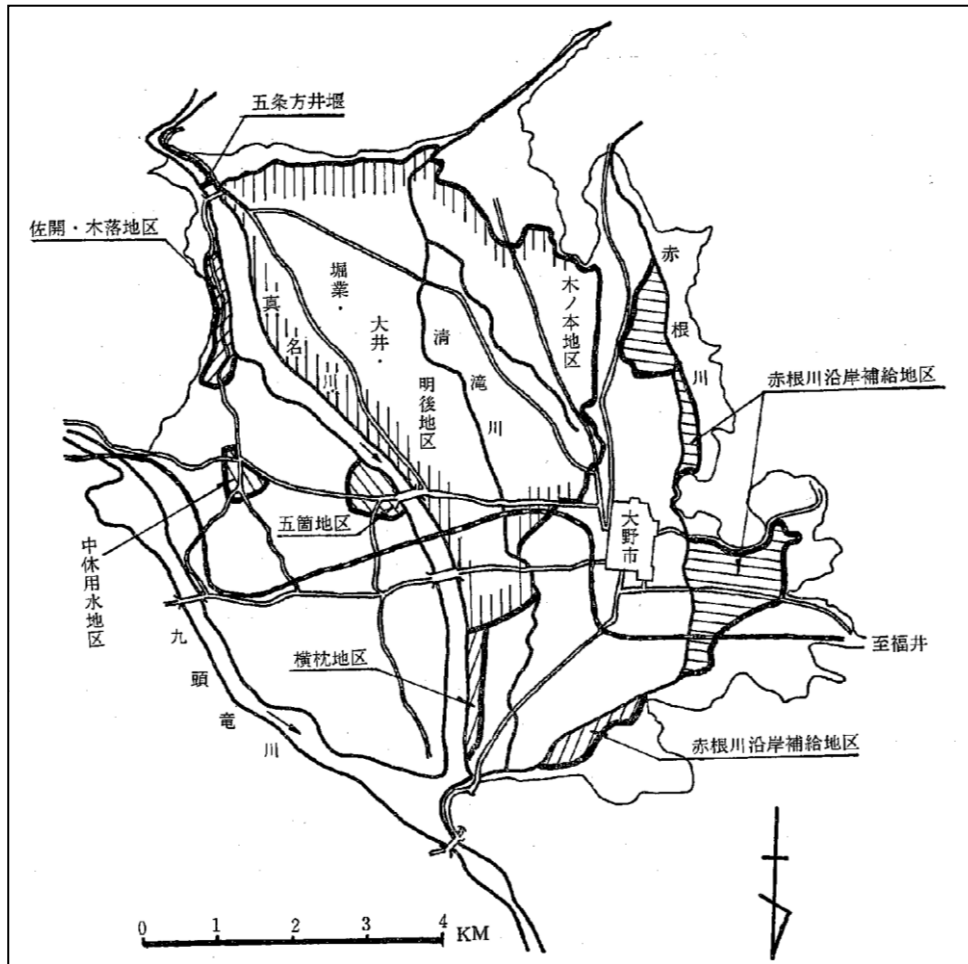 五条方井堰
佐開・木落地区
真名川
堀業・
大井・
明後地区
清滝川
木ノ本地区
赤根川
赤根川沿岸補給地区
五箇地区
中休用水地区
大野市
至福井
横枕地区
九頭竜川
赤根川沿岸補給地区
0 1 2 3 4 KM